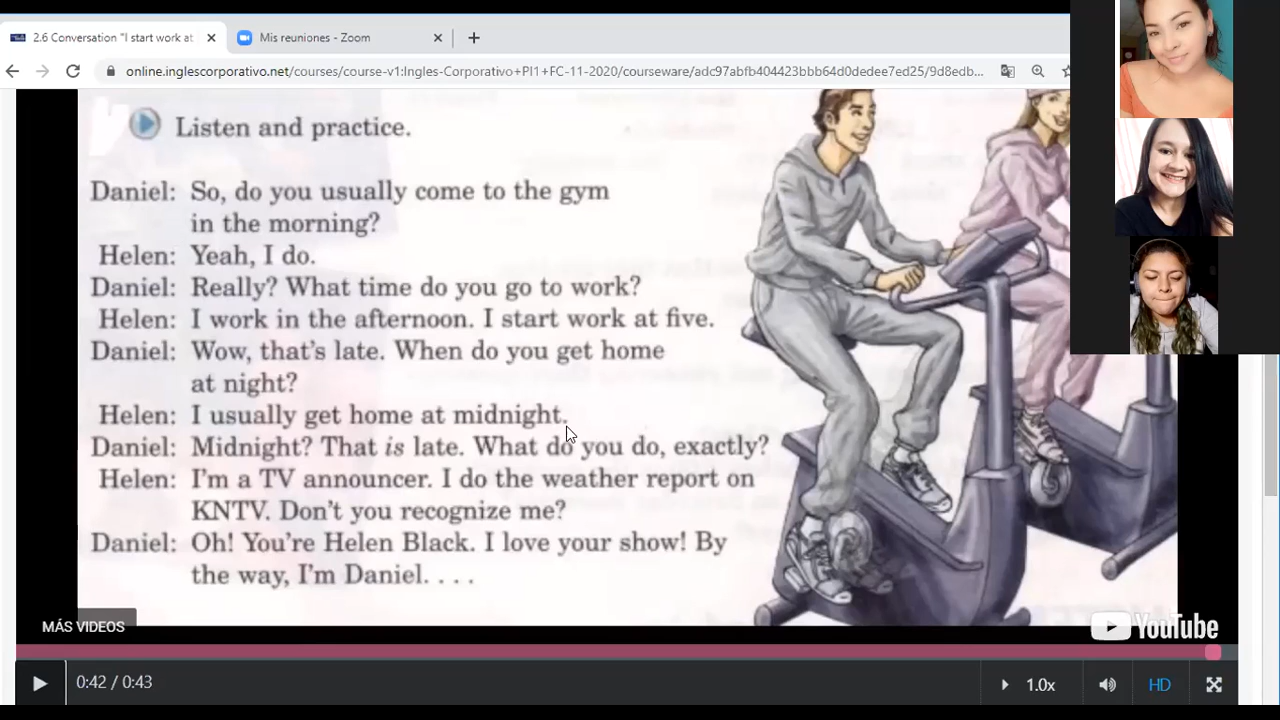 2.6 Conversation "I start work at
Mis reuniones - Zoom
online.inglescorporativo.net/courses/course-v1:Ingles-Corporativo+PI1+FC-11-2020/courseware/adc97abfb404423bbb64d0dedee7ed25/9d8edb...
Listen and practice.
Daniel: So, do you usually come to the gym
in the morning?
Helen: Yeah, I do.
Daniel: Really? What time do you go to work?
Helen: I work in the afternoon. I start work at five.
Daniel: Wow, that's late. When do you get home
at night?
Helen: I usually get home at midnight.
Daniel: Midnight? That is late. What do you do, exactly?
Helen: I'm a TV announcer. I do the weather report on
KNTV. Don't you recognize me?
Daniel: Oh! You're Helen Black. I love your show! By
the way, I'm Daniel. . . .
MÁS VIDEOS
YouTube
0:42 / 0:43
1.0x
HD